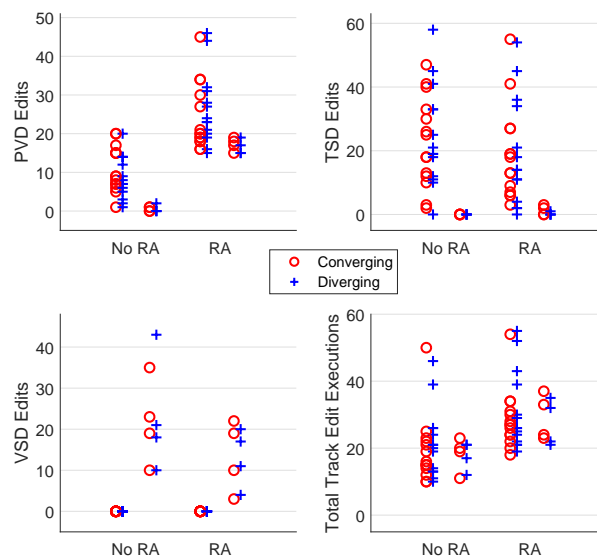 50
40
30
20
10
0
PVD Edits
No RA
RA
60
40
20
0
TSD Edits
No RA
RA
Converging
Diverging
40
30
20
10
0
VSD Edits
No RA
RA
60
40
20
0
Total Track Edit Executions
No RA
RA